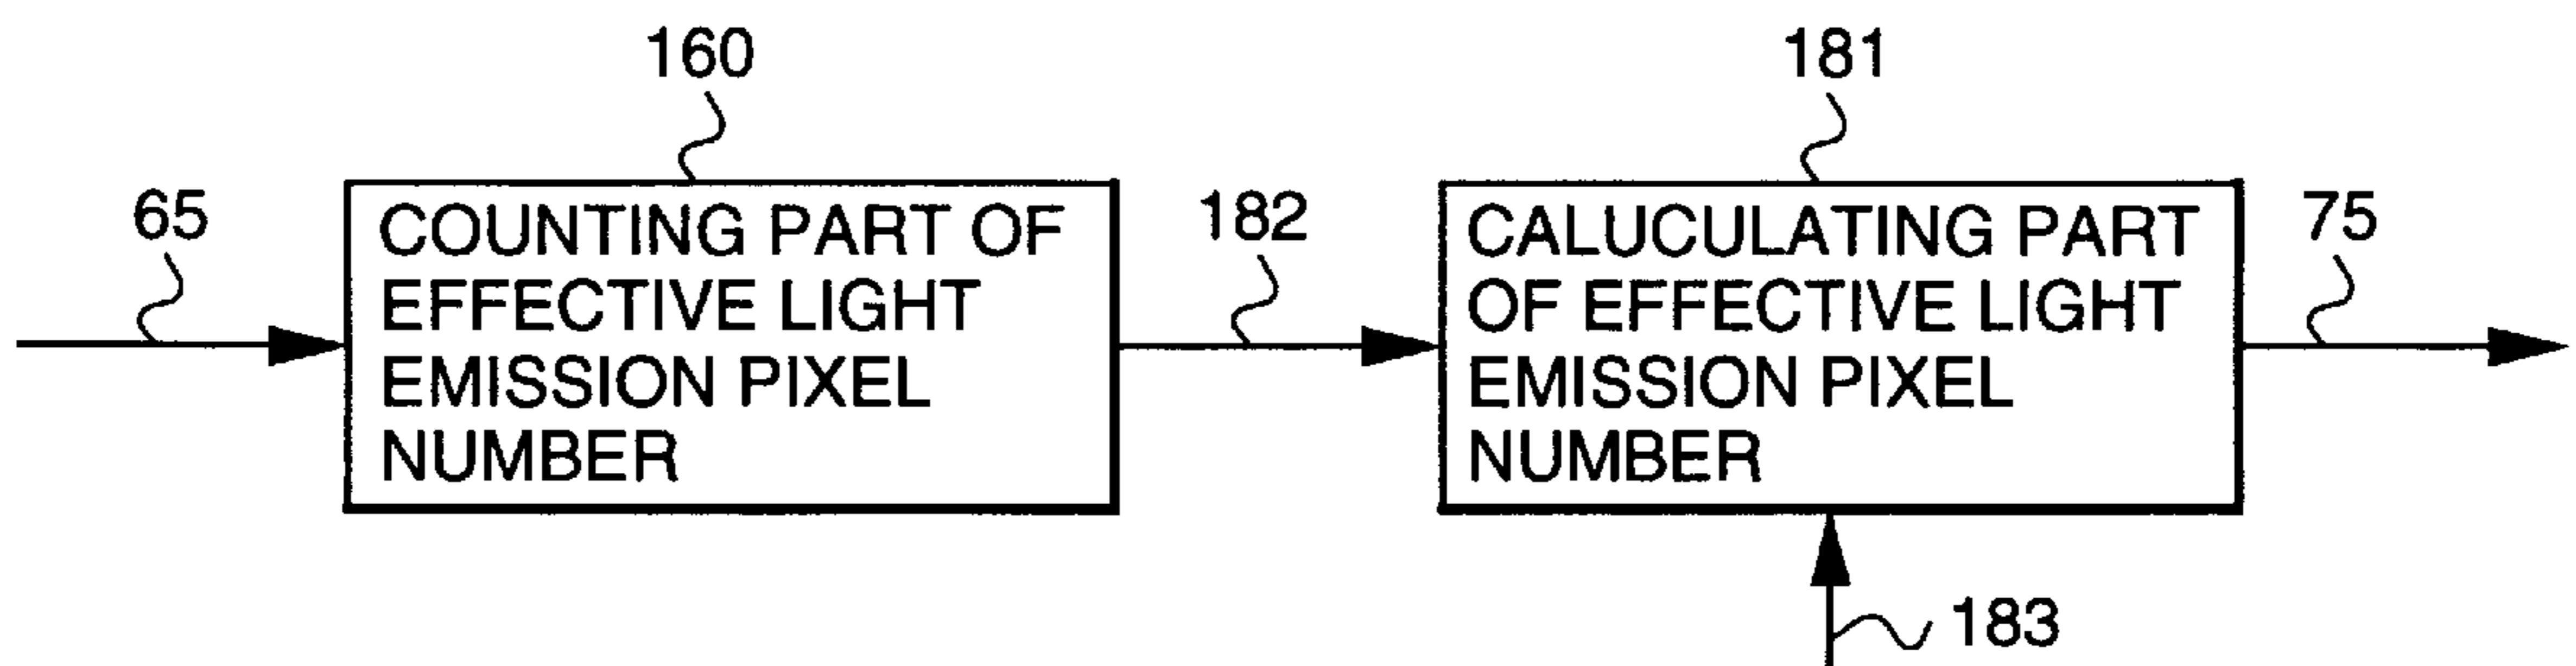 160
181
65
182
75
COUNTING PART OF
EFFECTIVE LIGHT
EMISSION PIXEL
NUMBER
CALUCULATING PART
OF EFFECTIVE LIGHT
EMISSION PIXEL
NUMBER
183